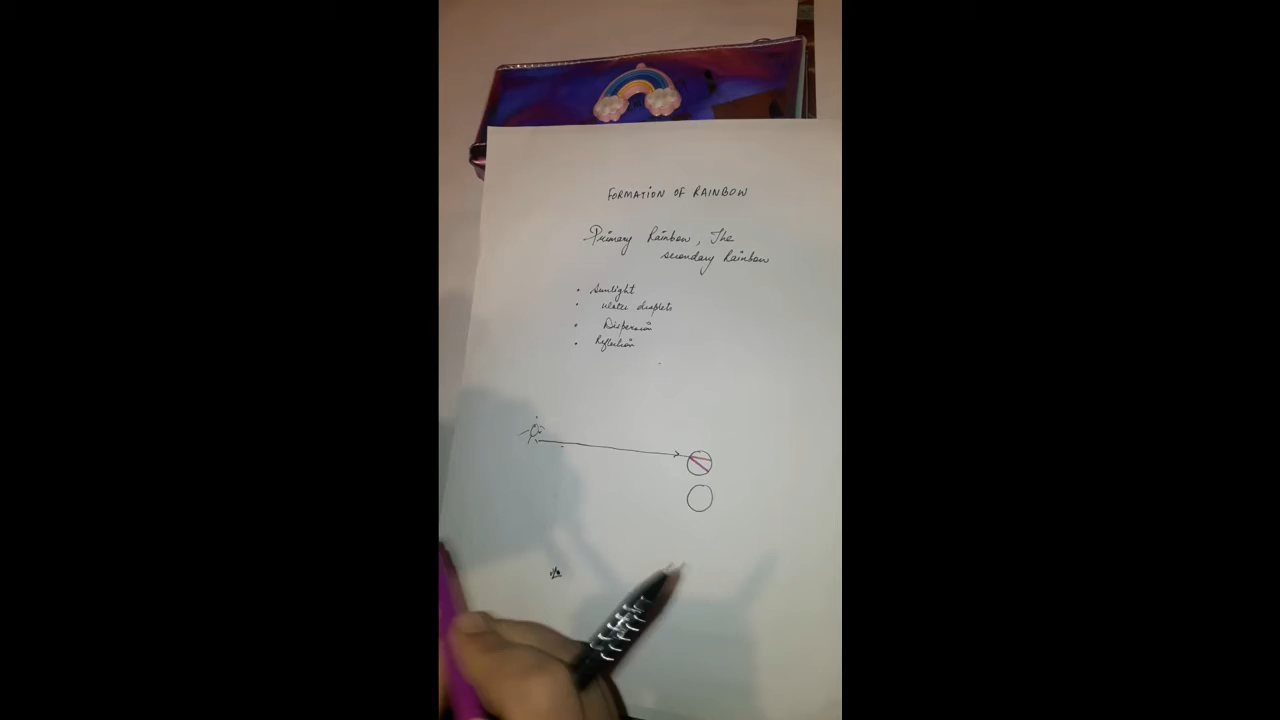 FORMATION OF RAINBOW
Primary Rainbow, The
secondary Rainbow
• Sunlight
• Water droplets
• Dispersion
• Reflection